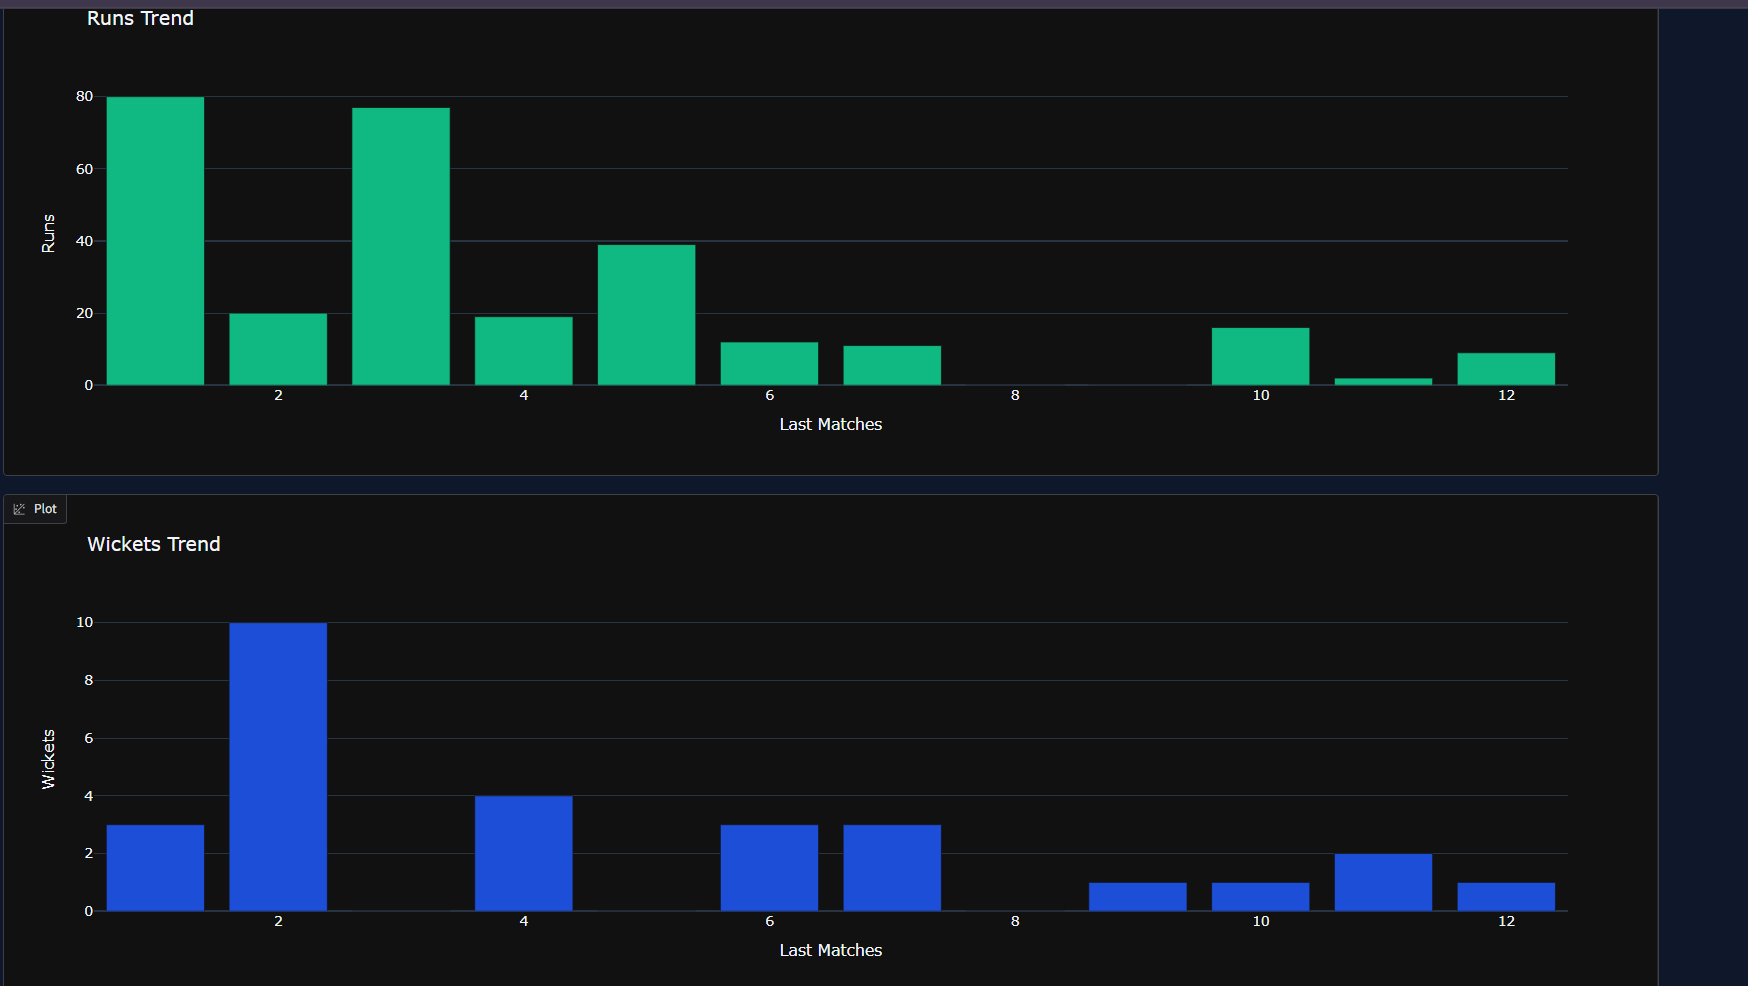 Runs Trend
80
60
40
20
0
Runs
2 4 6 8 10 12
Last Matches
Plot
Wickets Trend
10
8
6
4
2
0
Wickets
2 4 6 8 10 12
Last Matches